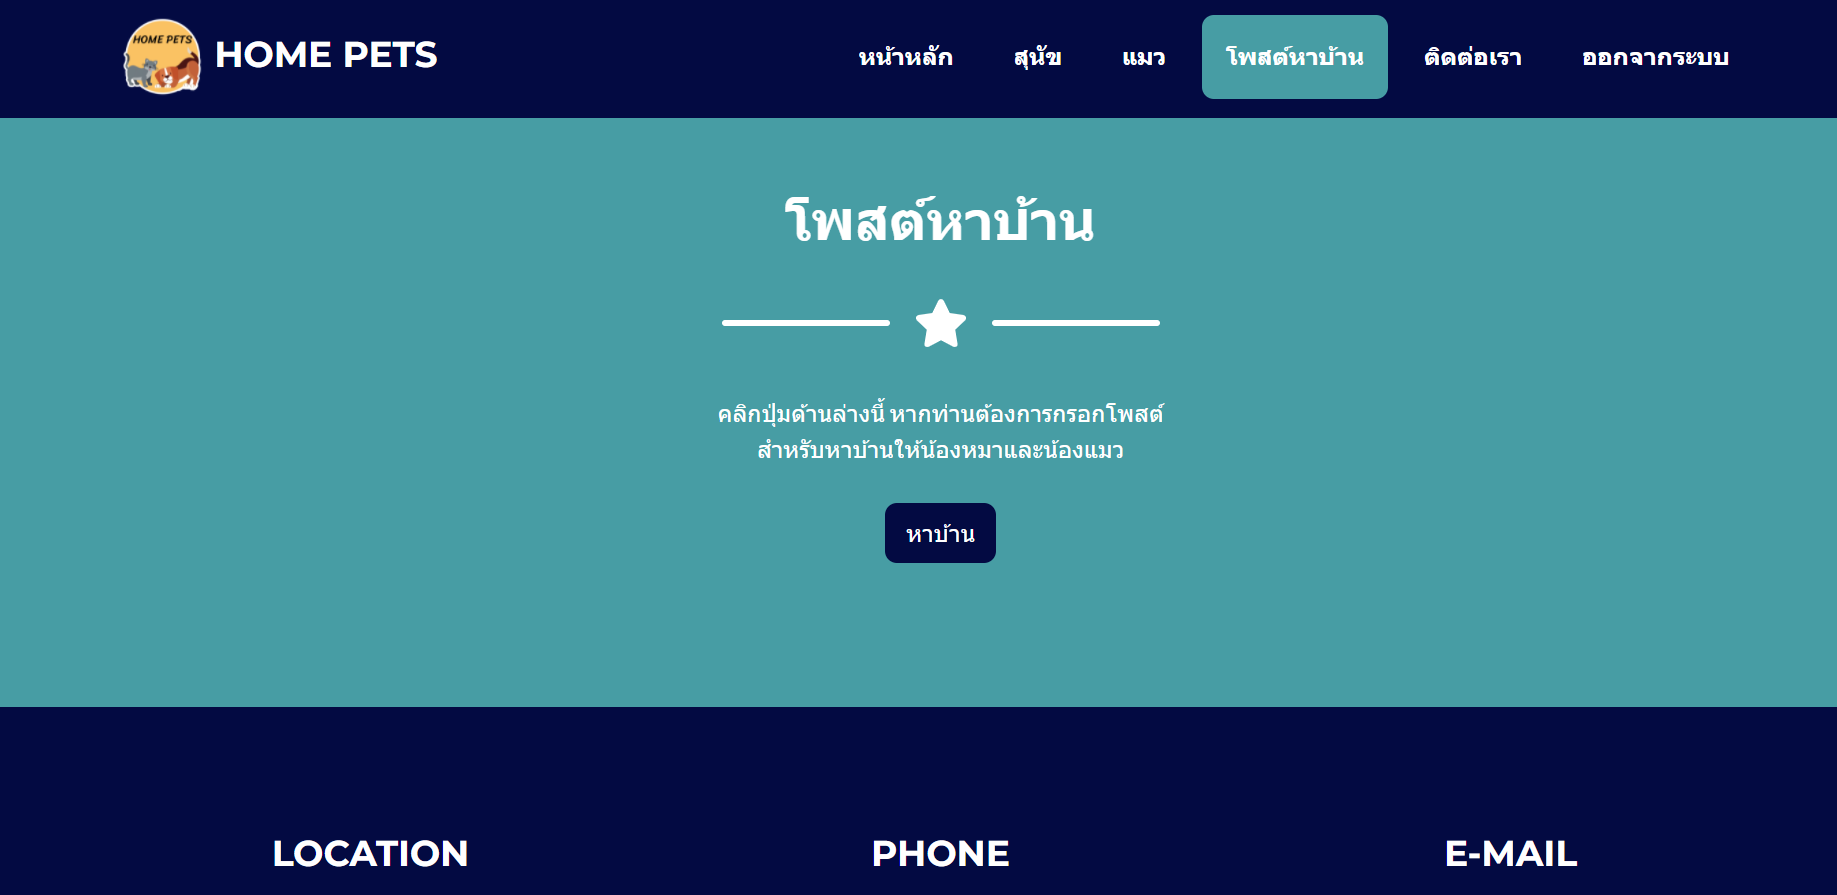 HOME PETS
HOME PETS
หน้าหลัก
สุนัข
แมว
โพสต์หาบ้าน
ติดต่อเรา
ออกจากระบบ
โพสต์หาบ้าน
คลิกปุ่มด้านล่างนี้ หากท่านต้องการกรอกโพสต์
สำหรับหาบ้านให้น้องหมาและน้องแมว
หาบ้าน
LOCATION
PHONE
E-MAIL